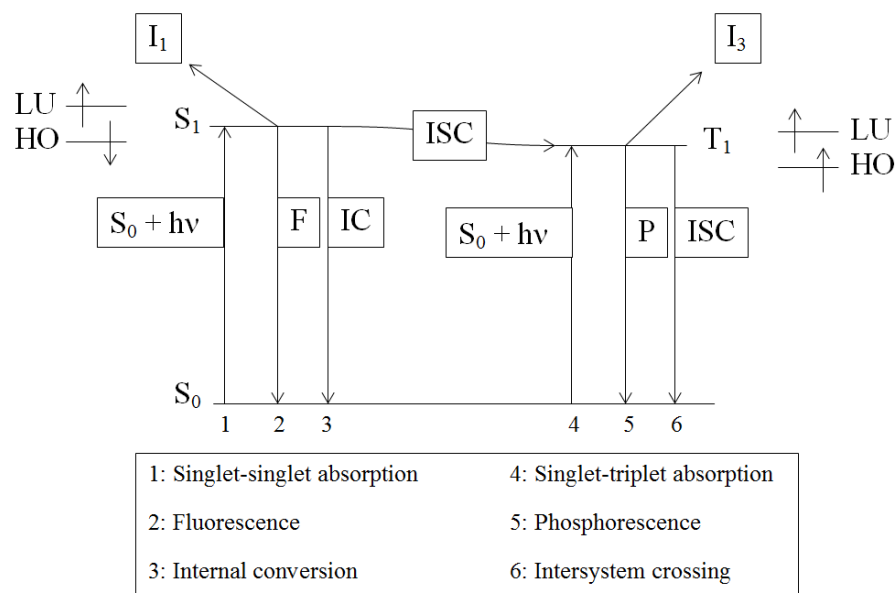 I1
I3
LU
HO
S1
ISC
T1
LU
HO
S0 + hν
F
IC
S0 + hν
P
ISC
S0
1 2 3 4 5 6
1: Singlet-singlet absorption 4: Singlet-triplet absorption
2: Fluorescence 5: Phosphorescence
3: Internal conversion 6: Intersystem crossing